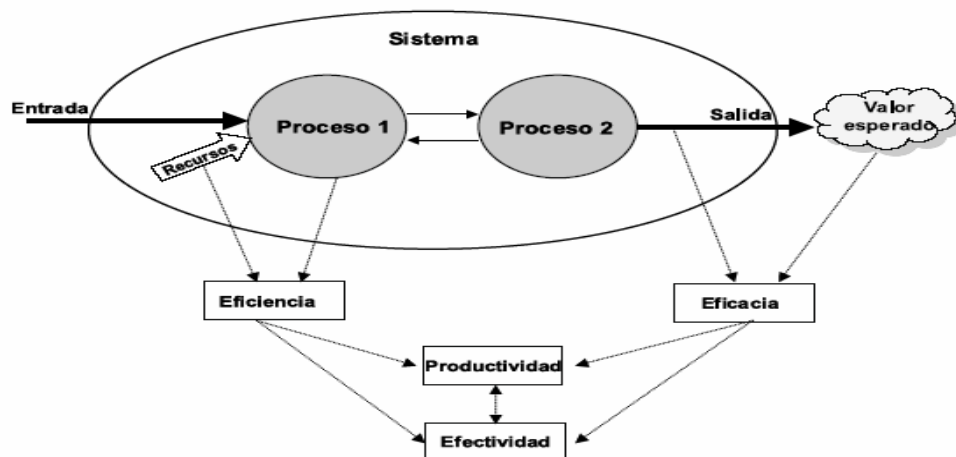 Sistema
Entrada
Proceso 1
Proceso 2
Salida
Valor
esperado
Recursos
Eficiencia
Eficacia
Productividad
Efectividad